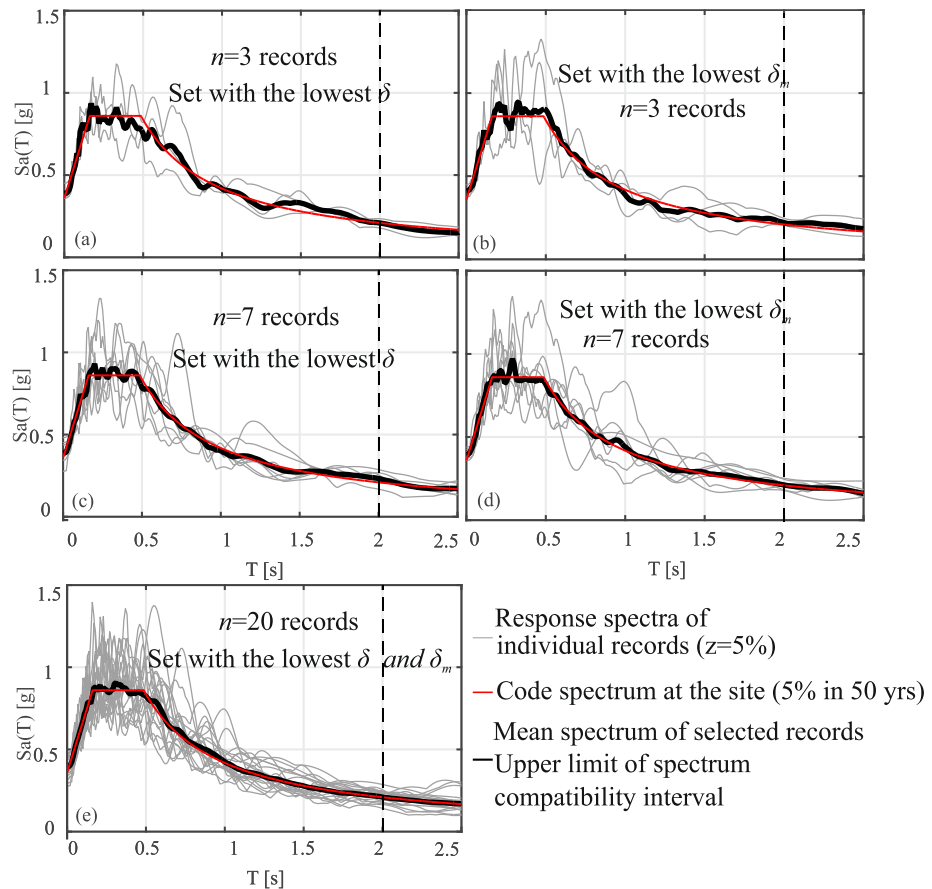 1.5
1
0.5
0
Sa(T) [g]
n=3 records
Set with the lowest δ
(a)
Set with the lowest δm
n=3 records
(b)
1.5
1
0.5
0
Sa(T) [g]
n=7 records
Set with the lowest δ
(c)
0 0.5 1 1.5 2 2.5
T [s]
Set with the lowest δm
n=7 records
(d)
0 0.5 1 1.5 2 2.5
T [s]
1.5
1
0.5
0
Sa(T) [g]
n=20 records
Set with the lowest δ and δm
(e)
0 0.5 1 1.5 2 2.5
T [s]
Response spectra of
individual records (z=5%)
Code spectrum at the site (5% in 50 yrs)
Mean spectrum of selected records
Upper limit of spectrum
compatibility interval